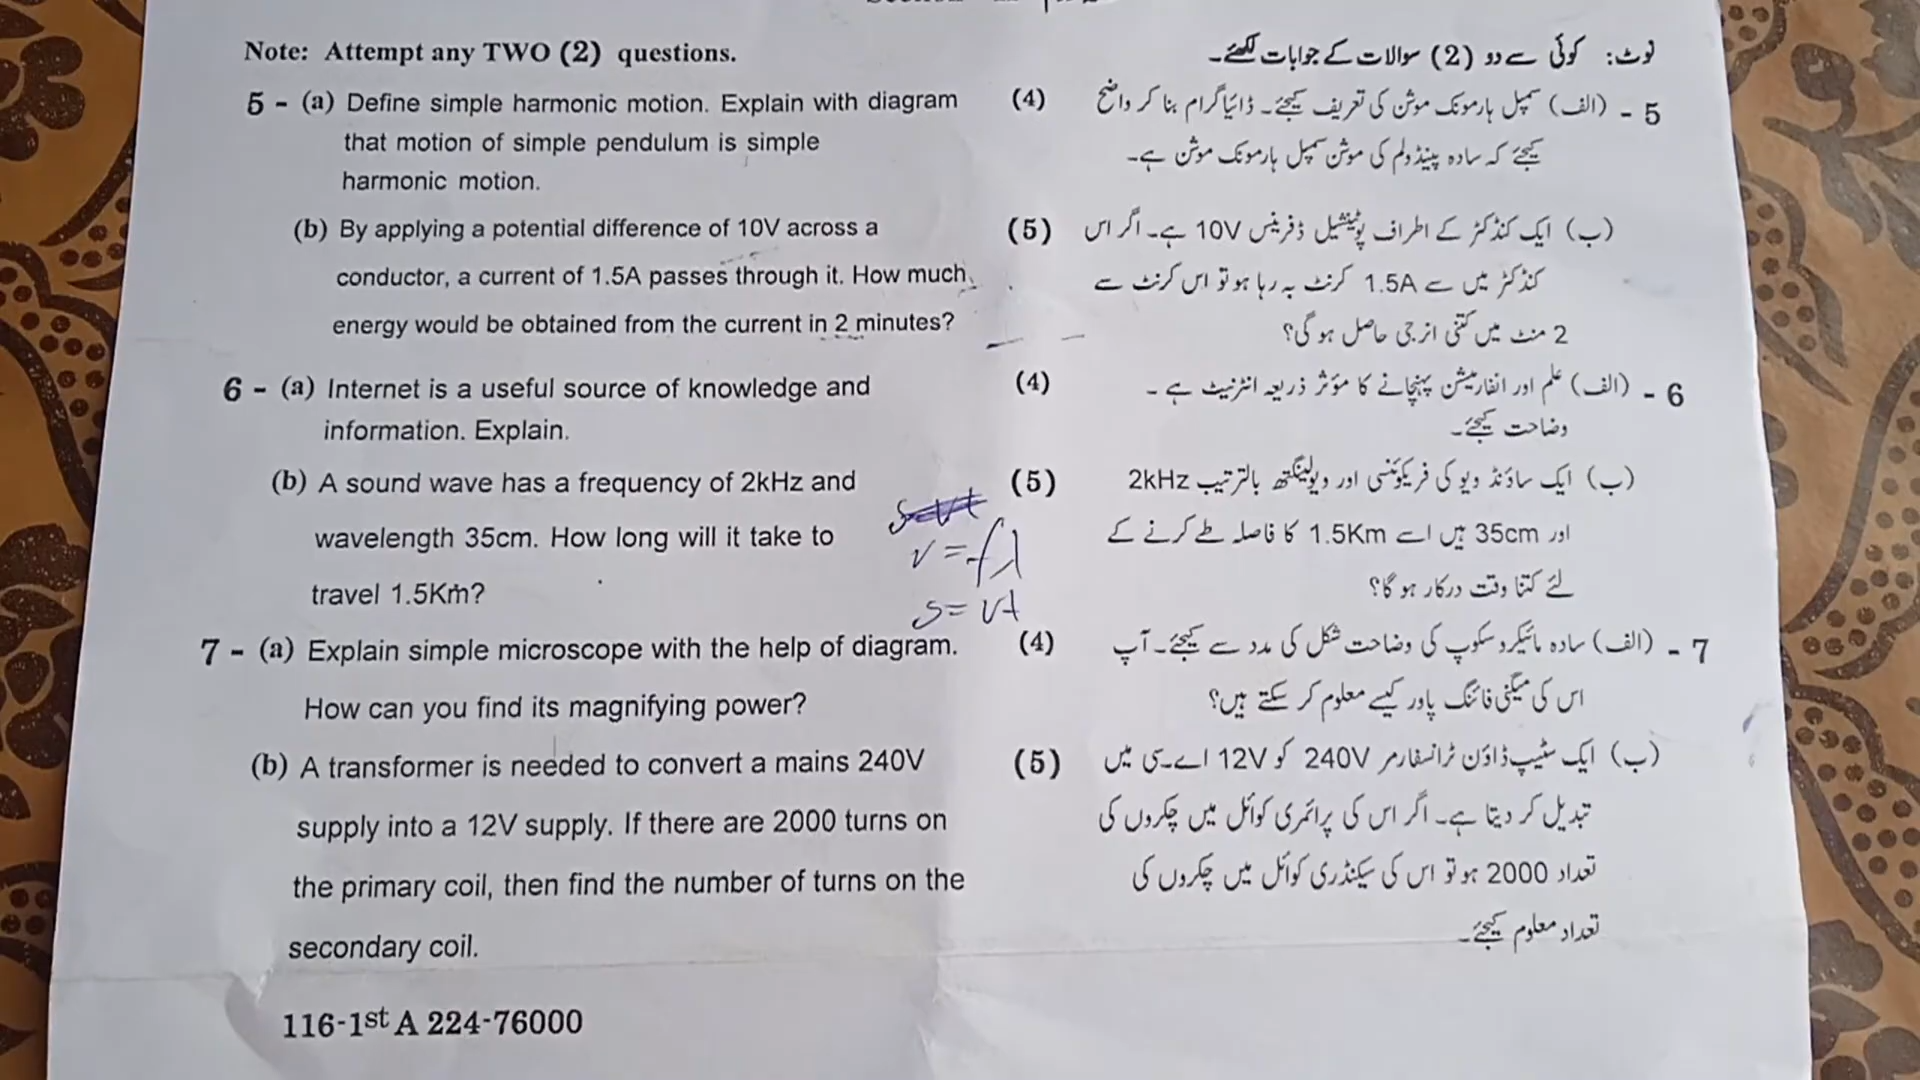 Note: Attempt any TWO (2) questions.
نوٹ: کوئی سے دو (2) سوالات کے جوابات لکھئے۔
5 - (a) Define simple harmonic motion. Explain with diagram (4)
that motion of simple pendulum is simple
harmonic motion.
5 - (الف) سمپل ہارمونک موشن کی تعریف کیجئے۔ ڈائیاگرام بنا کر واضح
کیجئے کہ سادہ پینڈولم کی موشن سمپل ہارمونک موشن ہے۔
(b) By applying a potential difference of 10V across a (5)
conductor, a current of 1.5A passes through it. How much
energy would be obtained from the current in 2 minutes?
(ب) ایک کنڈکٹر کے اطراف پوٹینشیل ڈفرینس 10V ہے۔ اگر اس
کنڈکٹر میں سے 1.5A کرنٹ بہ رہا ہو تو اس کرنٹ سے
2 منٹ میں کتنی انرجی حاصل ہو گی؟
6 - (a) Internet is a useful source of knowledge and (4)
information. Explain.
6 - (الف) علم اور انفارمیشن پہنچانے کا مؤثر ذریعہ انٹرنیٹ ہے ۔
وضاحت کیجئے۔
(b) A sound wave has a frequency of 2kHz and (5)
wavelength 35cm. How long will it take to
travel 1.5Km?
v = fλ
s = vt
(ب) ایک ساؤنڈ ویو کی فریکوئنسی اور ویولینگتھ بالترتیب 2kHz
اور 35cm ہیں اسے 1.5Km کا فاصلہ طے کرنے کے
لئے کتنا وقت درکار ہو گا؟
7 - (a) Explain simple microscope with the help of diagram. (4)
How can you find its magnifying power?
7 - (الف) سادہ مائیکروسکوپ کی وضاحت شکل کی مدد سے کیجئے۔ آپ
اس کی میگنی فائنگ پاور کیسے معلوم کر سکتے ہیں؟
(b) A transformer is needed to convert a mains 240V (5)
supply into a 12V supply. If there are 2000 turns on
the primary coil, then find the number of turns on the
secondary coil.
(ب) ایک سٹیپ ڈاؤن ٹرانسفارمر 240V کو 12V اے۔سی میں
تبدیل کر دیتا ہے۔ اگر اس کی پرائمری کوائل میں چکروں کی
تعداد 2000 ہو تو اس کی سیکنڈری کوائل میں چکروں کی
تعداد معلوم کیجئے۔
116-1st A 224-76000